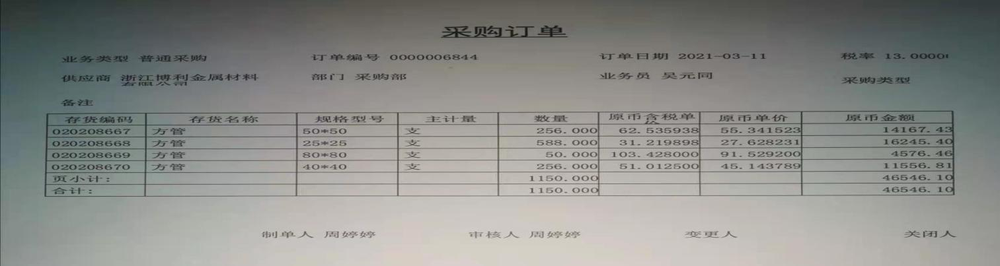 采购订单
业务类型 普通采购 订单编号 0000006844 订单日期 2021-03-11 税率 13.0000
供应商 浙江博利金属材料有限公司 部门 采购部 业务员 吴元同 采购类型
备注
存货编码 存货名称 规格型号 主计量 数量 原币含税单价 原币单价 原币金额
020208667 方管 50*50 支 256.000 62.535938 55.341523 14167.43
020208668 方管 25*25 支 588.000 31.219898 27.628231 16245.40
020208669 方管 80*80 支 50.000 103.428000 91.529200 4576.46
020208670 方管 40*40 支 256.000 51.012500 45.143789 11556.81
页小计: 1150.000 46546.10
合计: 1150.000 46546.10
制单人 周婷婷 审核人 周婷婷 变更人 关闭人